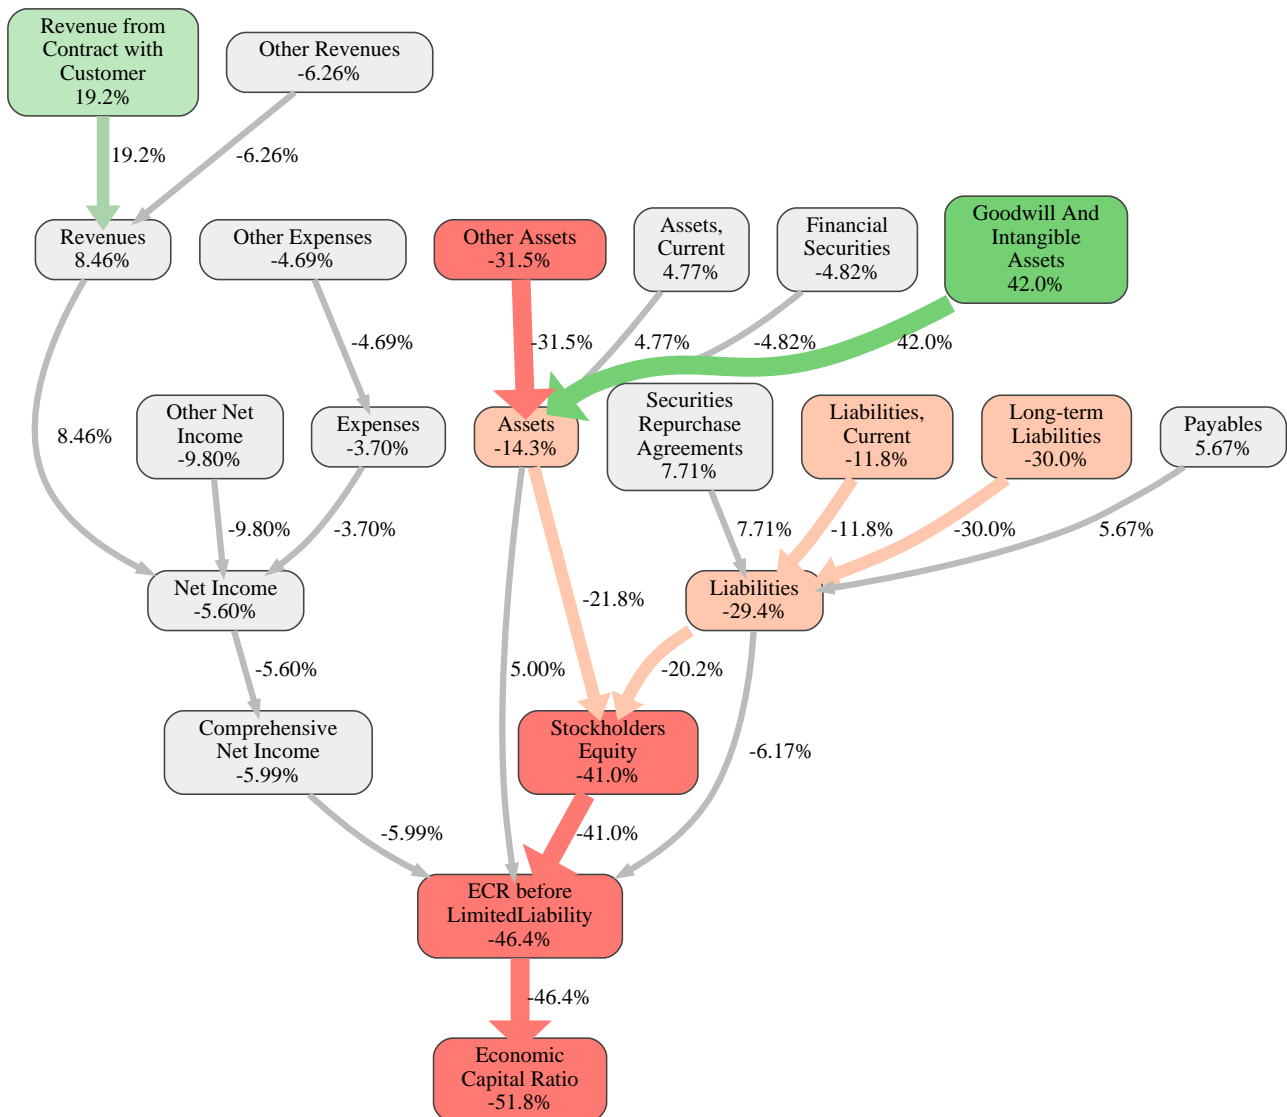 Revenue from
Contract with
Customer
19.2%
Other Revenues
-6.26%
19.2%
-6.26%
Revenues
8.46%
Other Expenses
-4.69%
Other Assets
-31.5%
Assets,
Current
4.77%
Financial
Securities
-4.82%
Goodwill And
Intangible
Assets
42.0%
-4.69%
-31.5%
4.77%
-4.82%
42.0%
8.46%
Other Net
Income
-9.80%
Expenses
-3.70%
Assets
-14.3%
Securities
Repurchase
Agreements
7.71%
Liabilities,
Current
-11.8%
Long-term
Liabilities
-30.0%
Payables
5.67%
-9.80%
-3.70%
7.71%
-11.8%
-30.0%
5.67%
Net Income
-5.60%
-21.8%
Liabilities
-29.4%
-5.60%
5.00%
-20.2%
Comprehensive
Net Income
-5.99%
Stockholders
Equity
-41.0%
-6.17%
-5.99%
-41.0%
ECR before
LimitedLiability
-46.4%
-46.4%
Economic
Capital Ratio
-51.8%